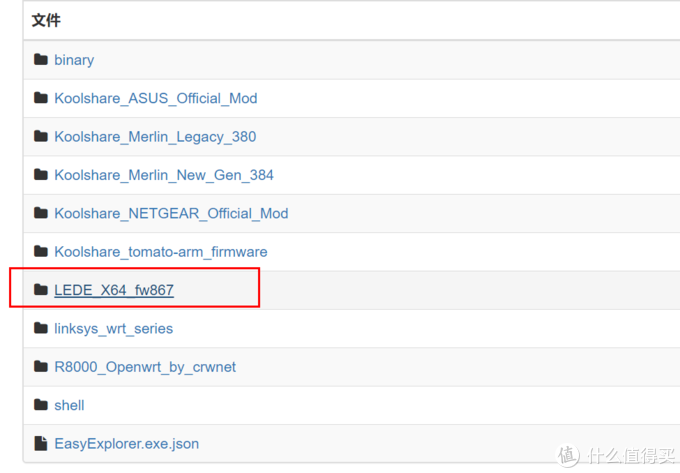 文件
binary
Koolshare_ASUS_Official_Mod
Koolshare_Merlin_Legacy_380
Koolshare_Merlin_New_Gen_384
Koolshare_NETGEAR_Official_Mod
Koolshare_tomato-arm_firmware
LEDE_X64_fw867
linksys_wrt_series
R8000_Openwrt_by_crwnet
shell
EasyExplorer.exe.json
值 什么值得买